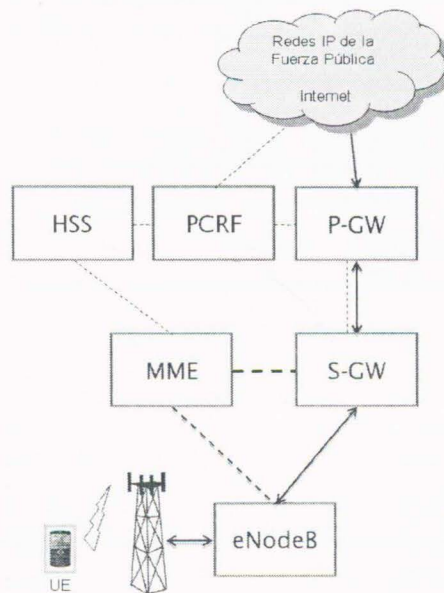 Redes IP de la
Fuerza Pública
Internet
HSS
PCRF
P-GW
MME
S-GW
eNodeB
UE